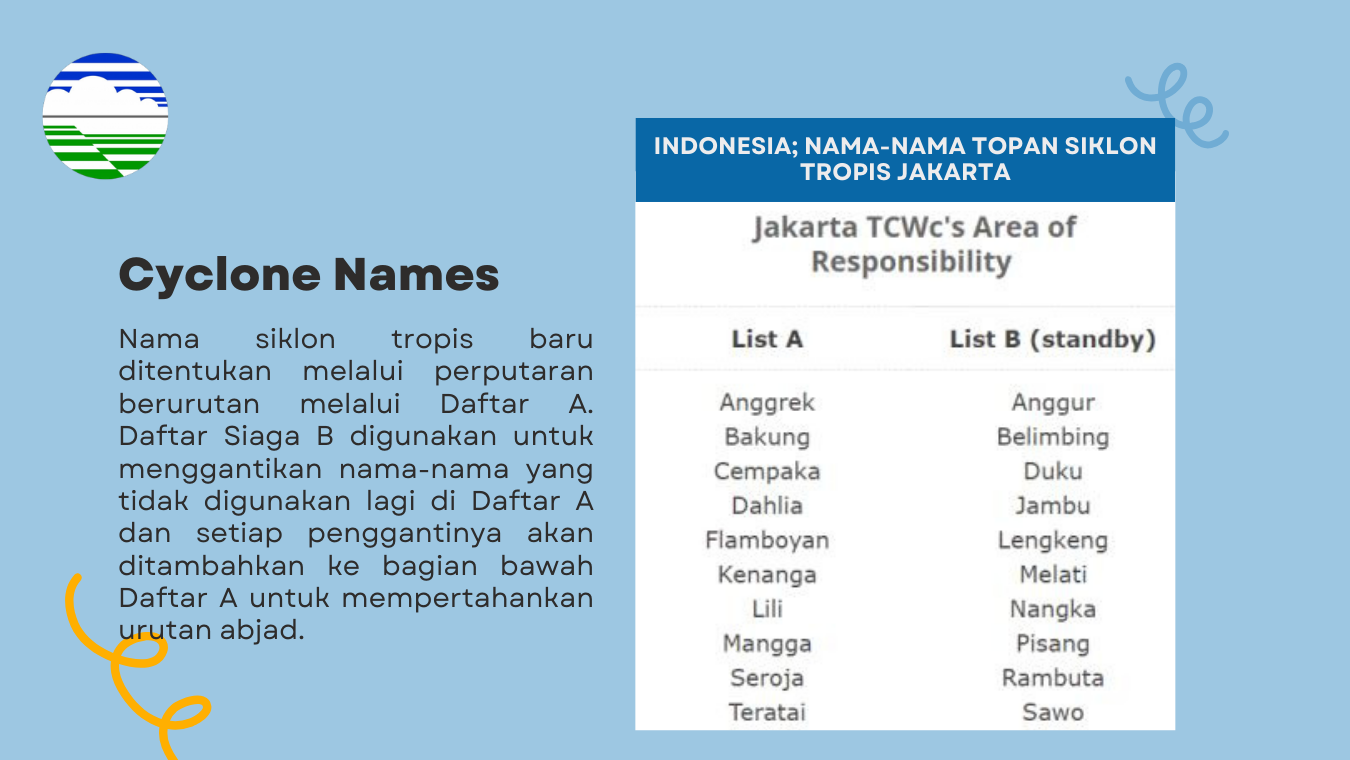 Cyclone Names
Nama siklon tropis baru
ditentukan melalui perputaran
berurutan melalui Daftar A.
Daftar Siaga B digunakan untuk
menggantikan nama-nama yang
tidak digunakan lagi di Daftar A
dan setiap penggantinya akan
ditambahkan ke bagian bawah
Daftar A untuk mempertahankan
urutan abjad.
INDONESIA; NAMA-NAMA TOPAN SIKLON
TROPIS JAKARTA
Jakarta TCWc's Area of
Responsibility
List A List B (standby)
Anggrek Anggur
Bakung Belimbing
Cempaka Duku
Dahlia Jambu
Flamboyan Lengkeng
Kenanga Melati
Lili Nangka
Mangga Pisang
Seroja Rambuta
Teratai Sawo